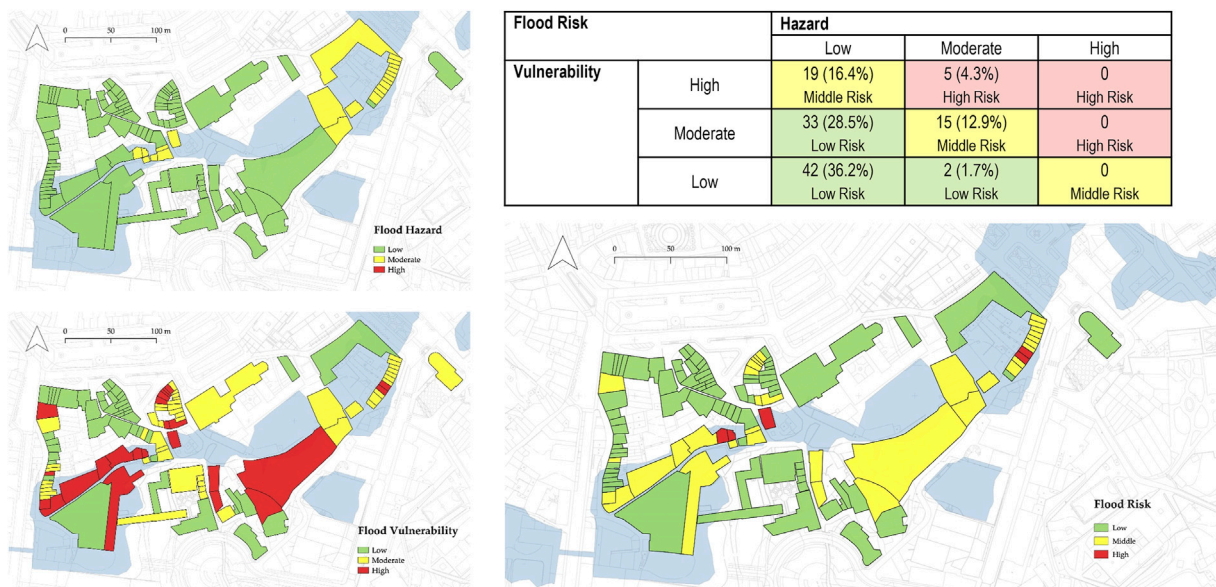 0 50 100 m
Flood Hazard
Low
Moderate
High
Flood Risk Hazard
Low Moderate High
Vulnerability High 19 (16.4%) 5 (4.3%) 0
Middle Risk High Risk High Risk
Moderate 33 (28.5%) 15 (12.9%) 0
Low Risk Middle Risk High Risk
Low 42 (36.2%) 2 (1.7%) 0
Low Risk Low Risk Middle Risk
0 50 100 m
Flood Vulnerability
Low
Moderate
High
0 50 100 m
Flood Risk
Low
Middle
High